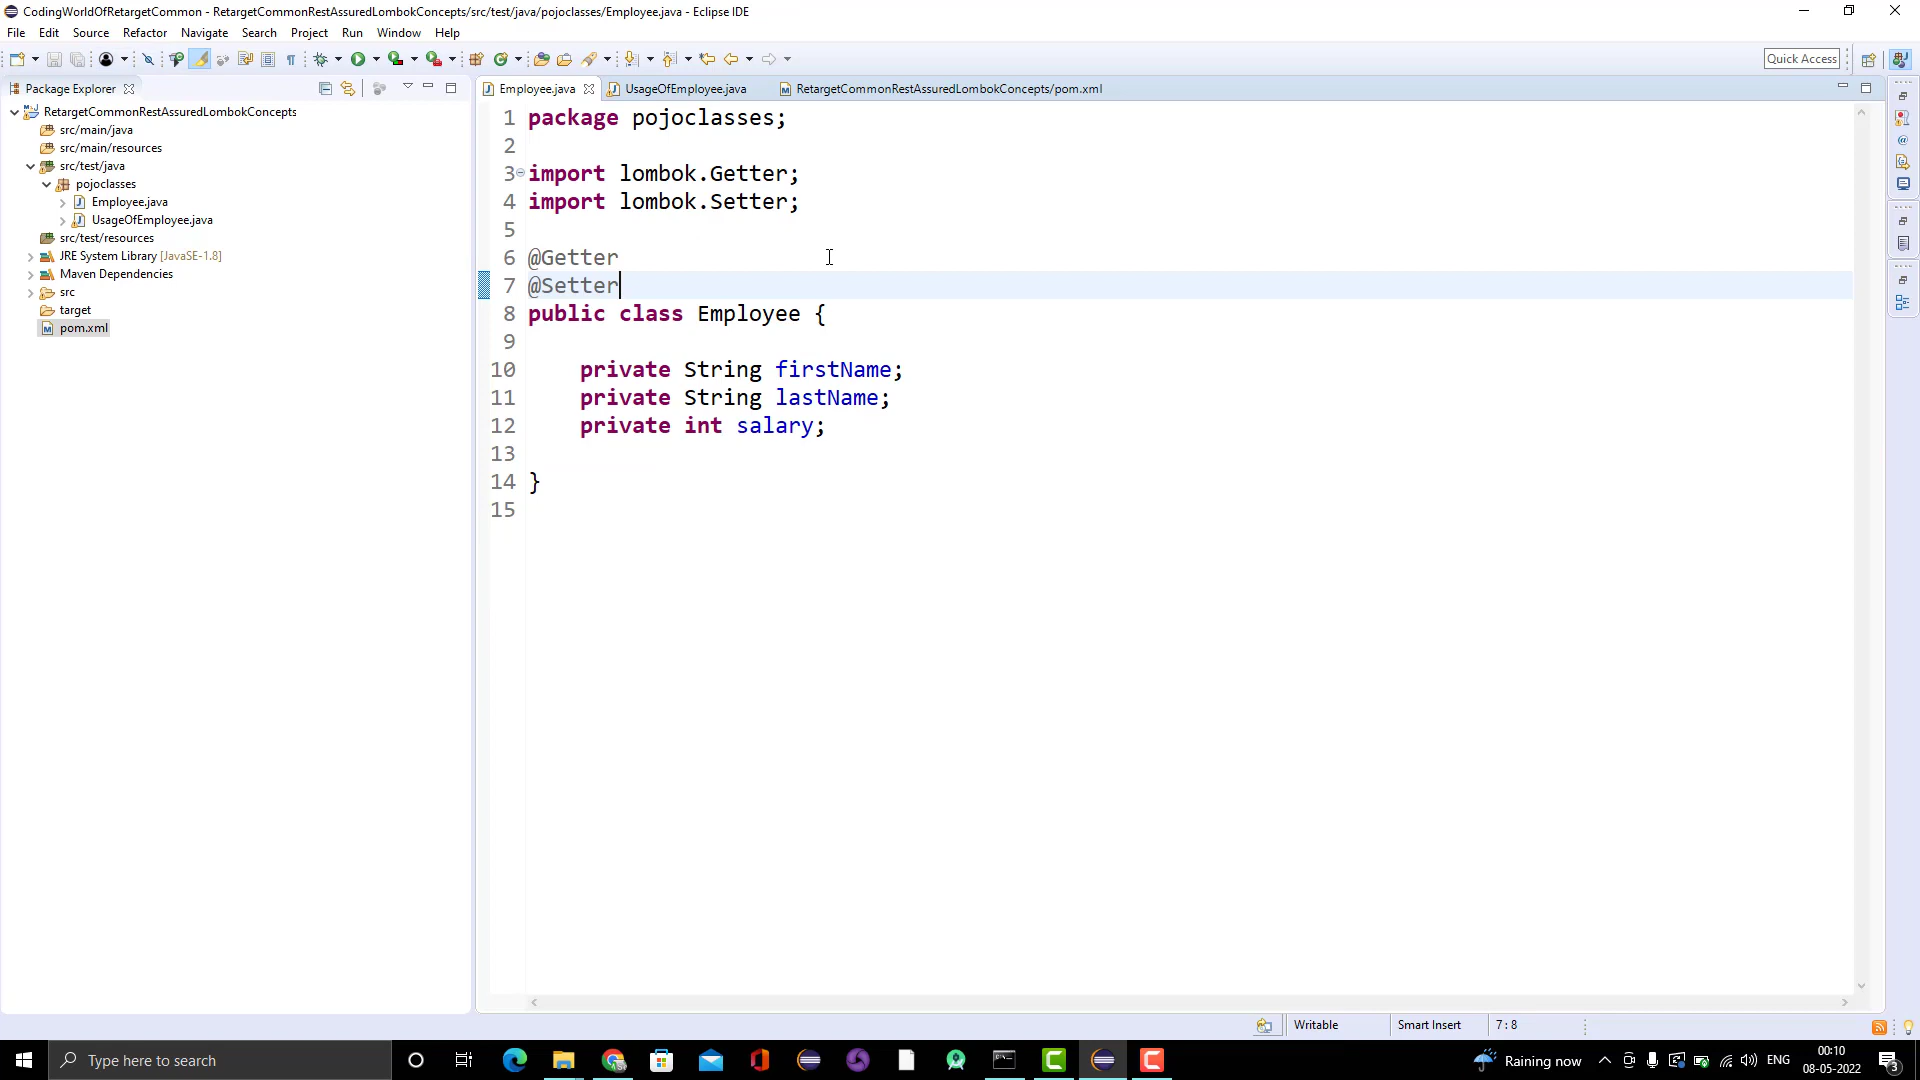 CodingWorldOfRetargetCommon - RetargetCommonRestAssuredLombokConcepts/src/test/java/pojoclasses/Employee.java - Eclipse IDE
File Edit Source Refactor Navigate Search Project Run Window Help
Quick Access
Package Explorer
RetargetCommonRestAssuredLombokConcepts
src/main/java
src/main/resources
src/test/java
pojoclasses
Employee.java
UsageOfEmployee.java
src/test/resources
JRE System Library [JavaSE-1.8]
Maven Dependencies
src
target
pom.xml
Employee.java UsageOfEmployee.java RetargetCommonRestAssuredLombokConcepts/pom.xml
1 package pojoclasses;
2
3 import lombok.Getter;
4 import lombok.Setter;
5
6 @Getter
7 @Setter
8 public class Employee {
9
10 private String firstName;
11 private String lastName;
12 private int salary;
13
14 }
15
Writable Smart Insert 7 : 8
Type here to search
Raining now ENG
00:10
08-05-2022
3